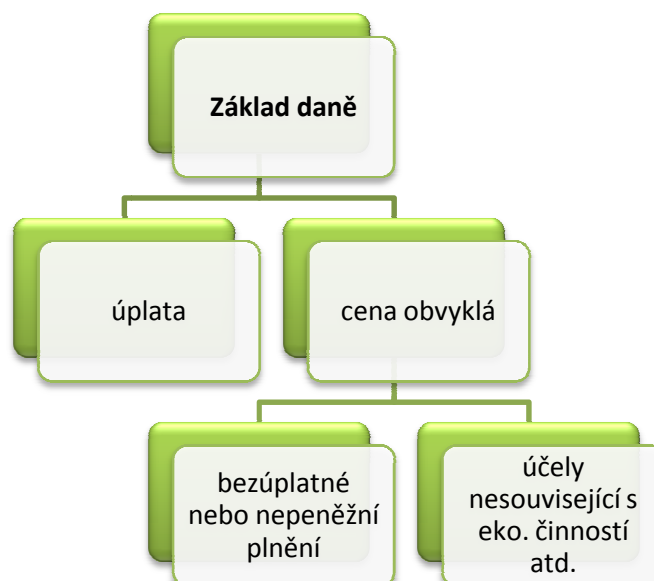 Základ daně
úplata
cena obvyklá
bezúplatné
nebo nepeněžní
plnění
účely
nesouvisející s
eko. činností
atd.